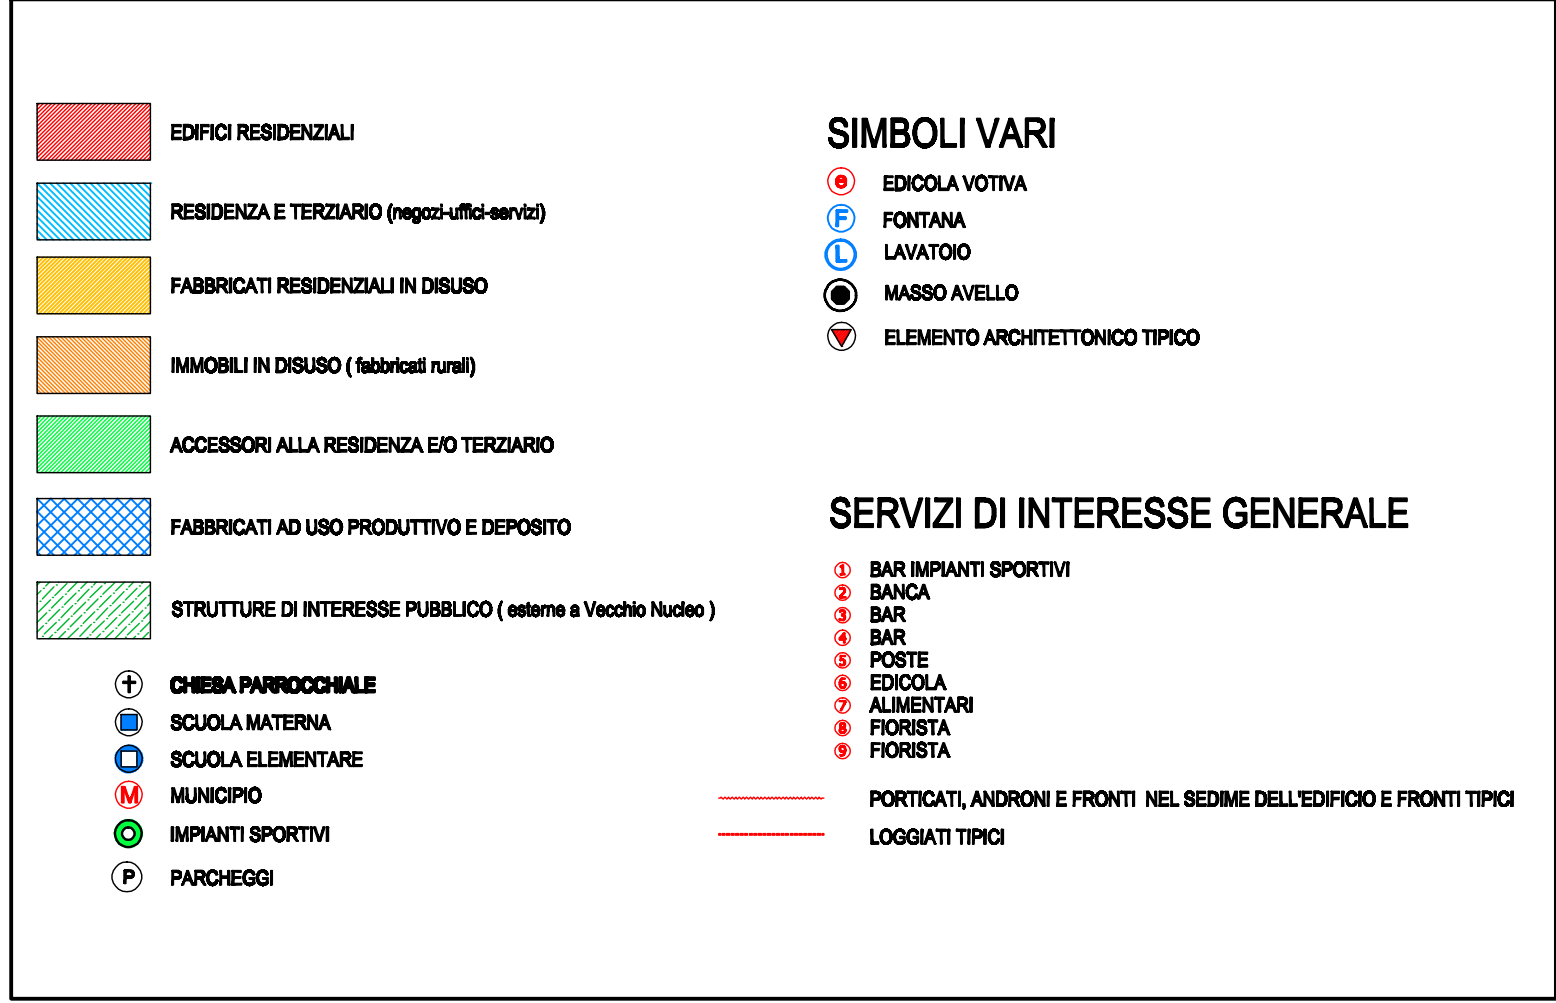 EDIFICI RESIDENZIALI
RESIDENZA E TERZIARIO (negozi-uffici-servizi)
FABBRICATI RESIDENZIALI IN DISUSO
IMMOBILI IN DISUSO ( fabbricati rurali)
ACCESSORI ALLA RESIDENZA E/O TERZIARIO
FABBRICATI AD USO PRODUTTIVO E DEPOSITO
STRUTTURE DI INTERESSE PUBBLICO ( esterne a Vecchio Nucleo )
CHIESA PARROCCHIALE
SCUOLA MATERNA
SCUOLA ELEMENTARE
M MUNICIPIO
IMPIANTI SPORTIVI
P PARCHEGGI
SIMBOLI VARI
e EDICOLA VOTIVA
F FONTANA
L LAVATOIO
MASSO AVELLO
ELEMENTO ARCHITETTONICO TIPICO
SERVIZI DI INTERESSE GENERALE
1 BAR IMPIANTI SPORTIVI
2 BANCA
3 BAR
4 BAR
5 POSTE
6 EDICOLA
7 ALIMENTARI
8 FIORISTA
9 FIORISTA
PORTICATI, ANDRONI E FRONTI NEL SEDIME DELL'EDIFICIO E FRONTI TIPICI
LOGGIATI TIPICI